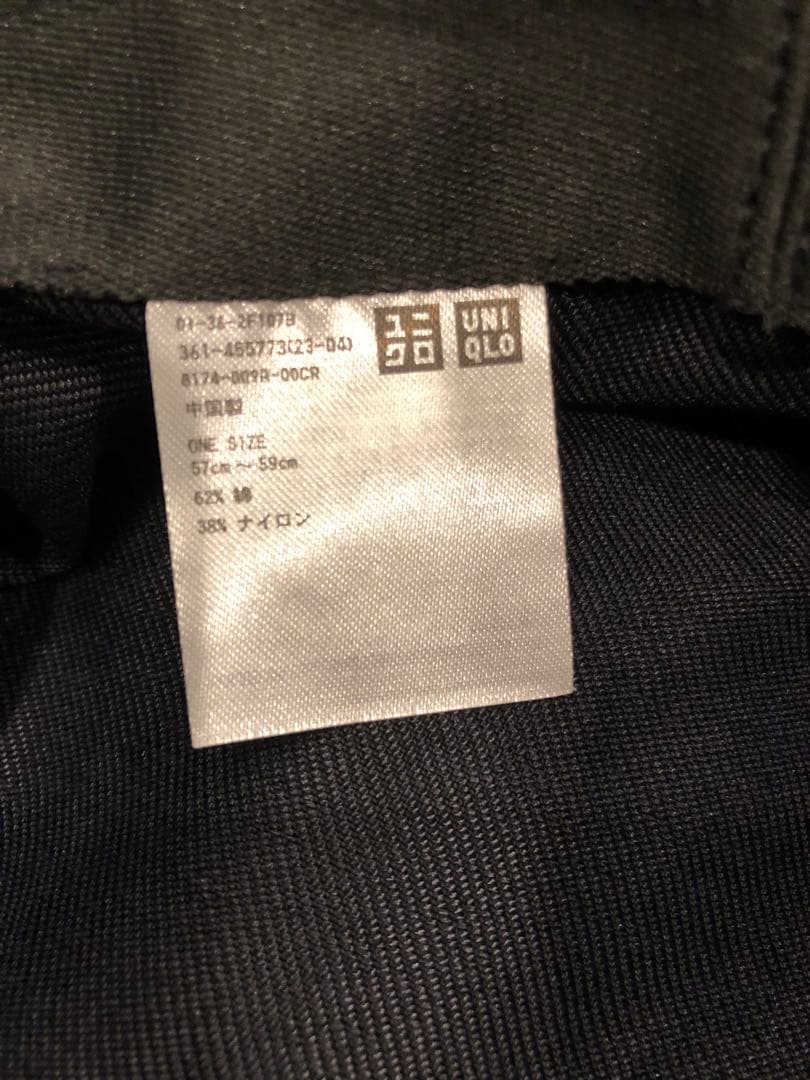 01-34-2F107B
361-455773(23-04)
8174-009R-00CR
中国製
ONE SIZE
57cm～59cm
62% 綿
38% ナイロン
ユニ
クロ
UNI
QLO